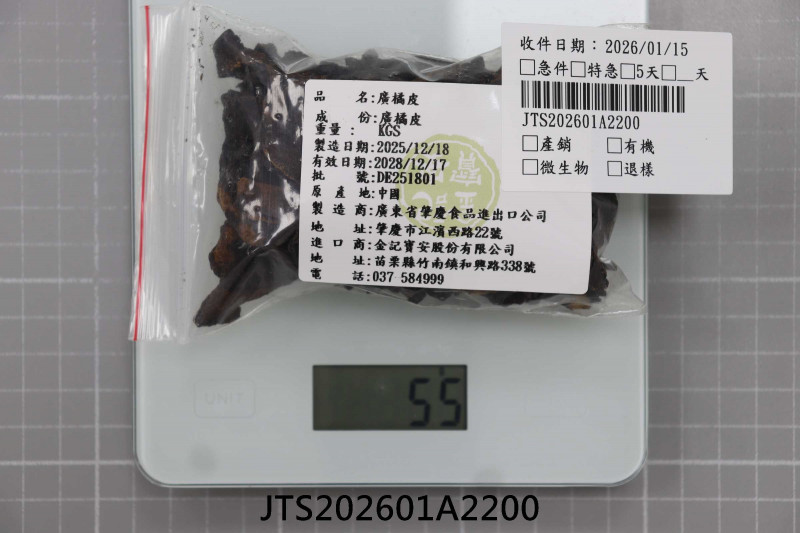 收件日期：2026/01/15
□急件□特急□5天□__天
JTS202601A2200
□產銷 □有機
□微生物 □退樣
品 名:廣橘皮
成 份:廣橘皮
重量: KGS
製造日期:2025/12/18
有效日期:2028/12/17
批 號:DE251801
原 產 地:中國
製 造 商:廣東省肇慶食品進出口公司
地 址:肇慶市江濱西路22號
進 口 商:金記寶安股份有限公司
地 址:苗栗縣竹南鎮和興路338號
電 話:037 584999
UNIT
55
JTS202601A2200